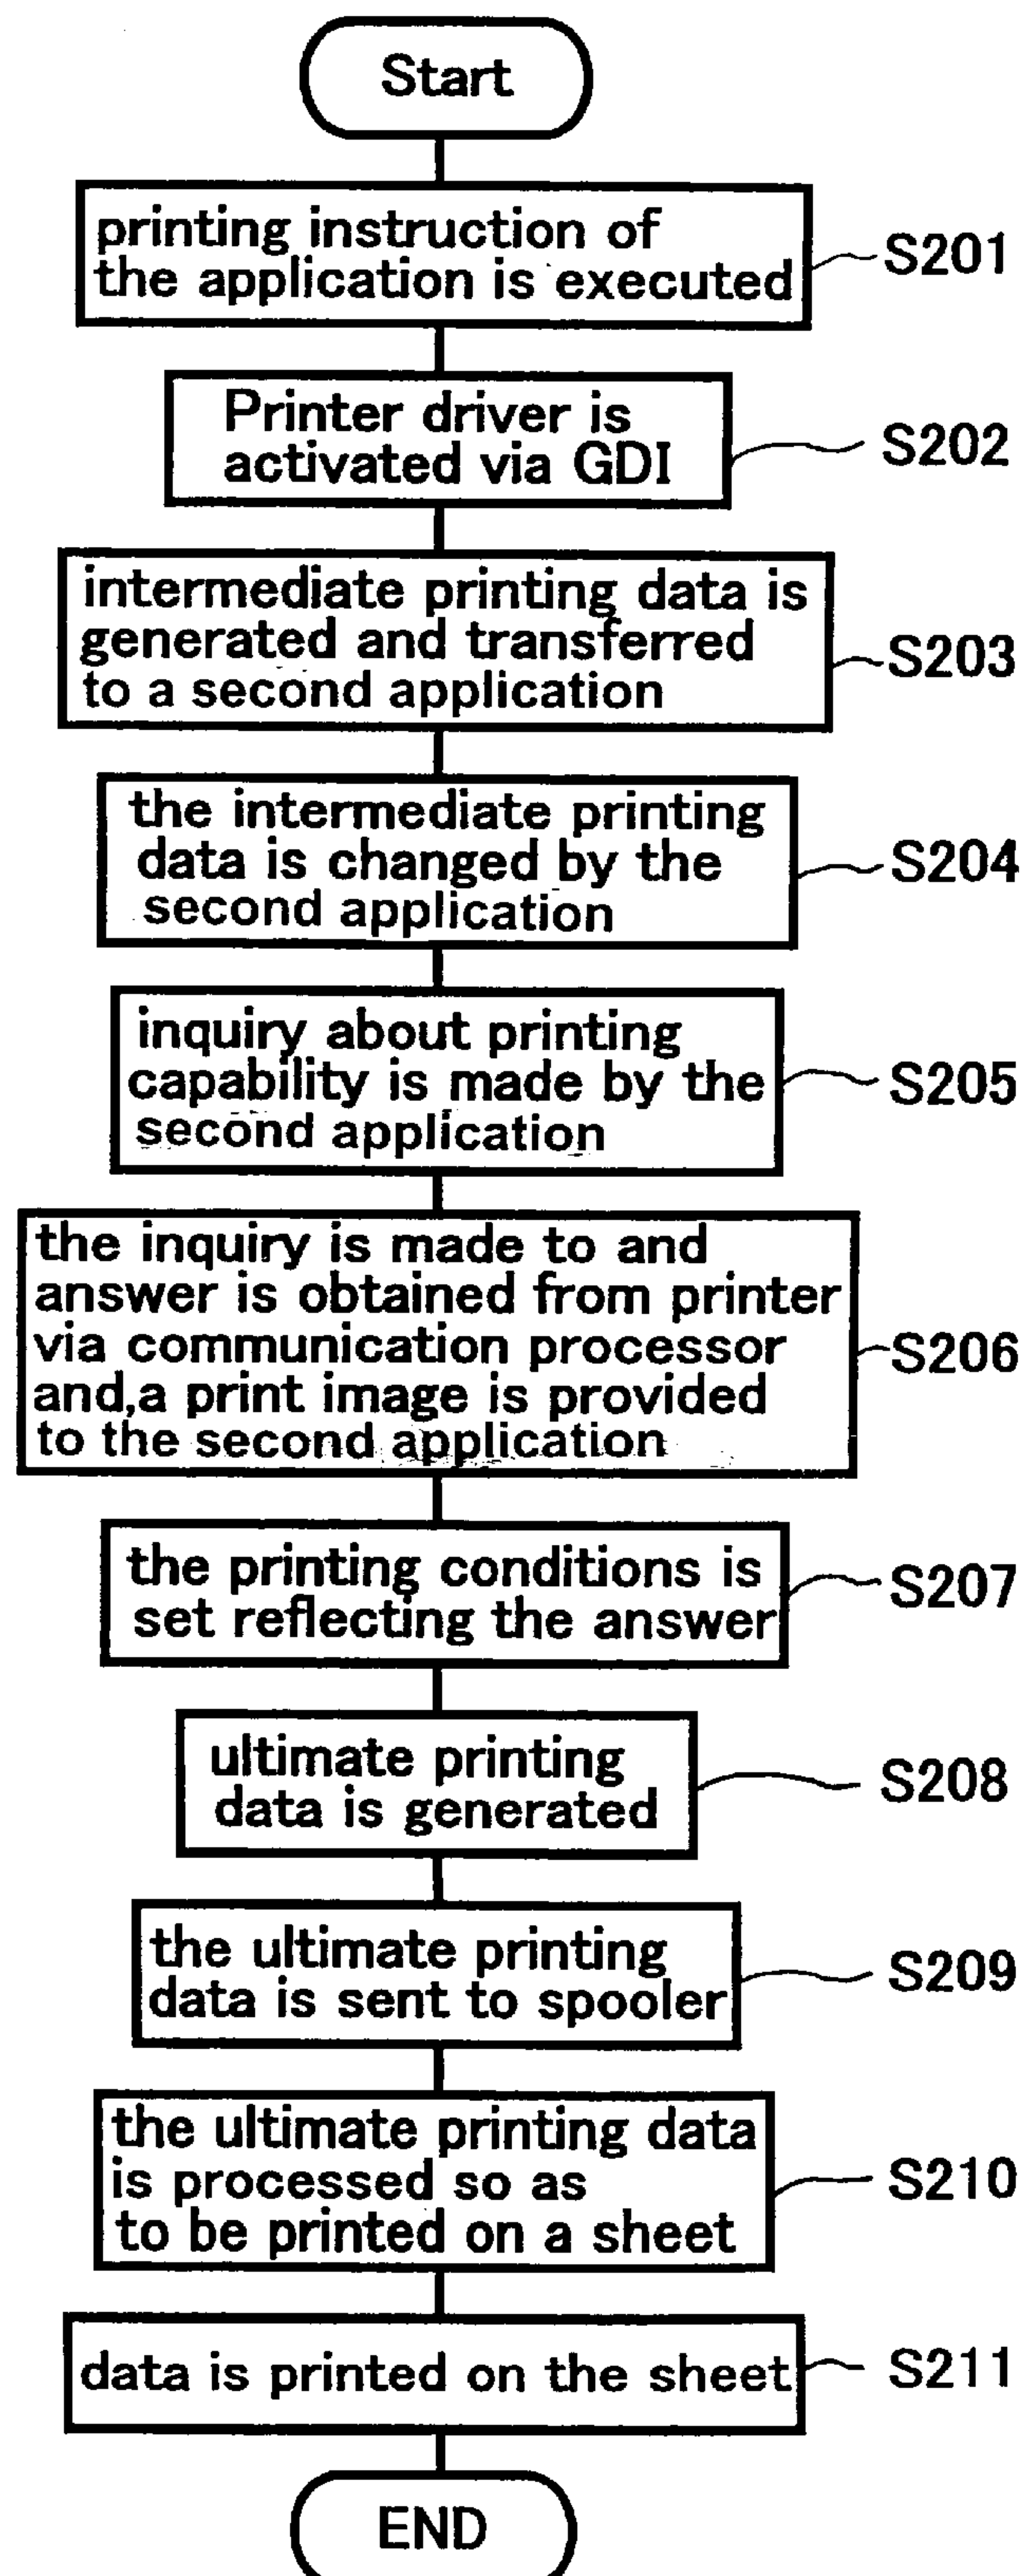 Start
printing instruction of
the application is executed
S201
Printer driver is
activated via GDI
S202
intermediate printing data is
generated and transferred
to a second application
S203
the intermediate printing
data is changed by the
second application
S204
inquiry about printing
capability is made by the
second application
S205
the inquiry is made to and
answer is obtained from printer
via communication processor
and,a print image is provided
to the second application
S206
the printing conditions is
set reflecting the answer
S207
ultimate printing
data is generated
S208
the ultimate printing
data is sent to spooler
S209
the ultimate printing data
is processed so as
to be printed on a sheet
S210
data is printed on the sheet
S211
END